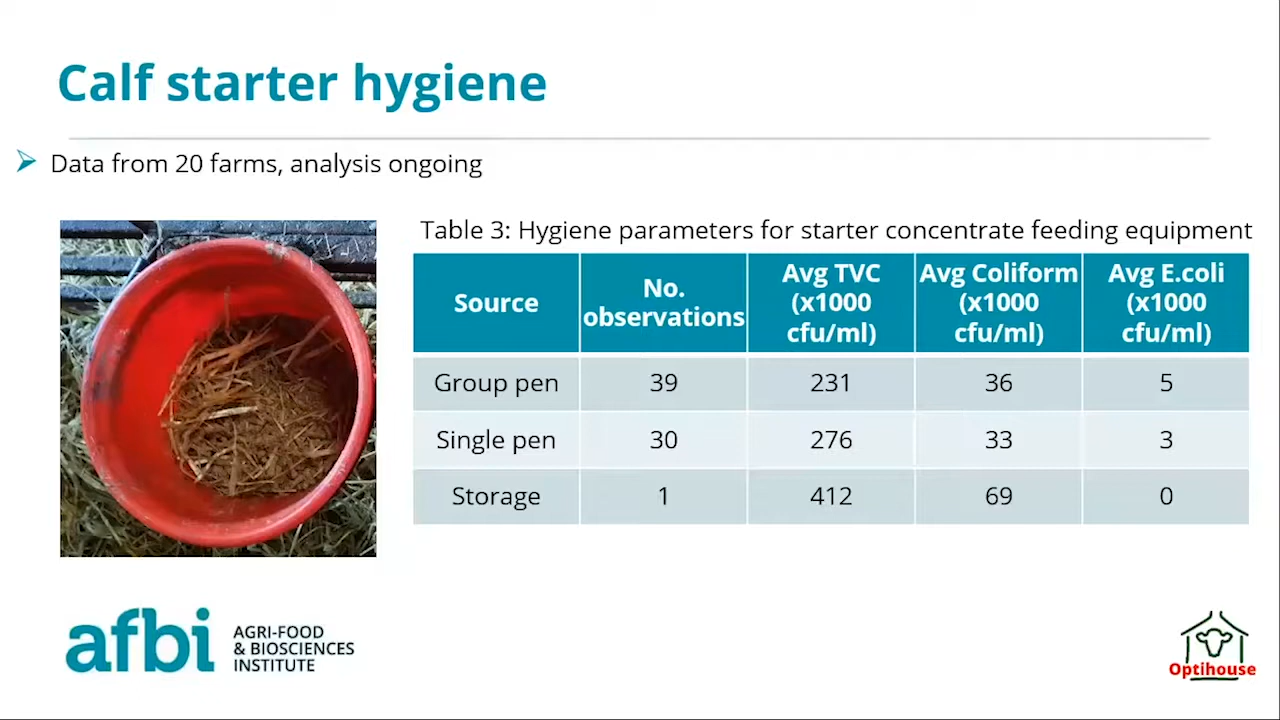 Calf starter hygiene
➢ Data from 20 farms, analysis ongoing
Table 3: Hygiene parameters for starter concentrate feeding equipment
Source | No. observations | Avg TVC (x1000 cfu/ml) | Avg Coliform (x1000 cfu/ml) | Avg E.coli (x1000 cfu/ml)
Group pen | 39 | 231 | 36 | 5
Single pen | 30 | 276 | 33 | 3
Storage | 1 | 412 | 69 | 0
afbi
AGRI-FOOD
& BIOSCIENCES
INSTITUTE
Optihouse